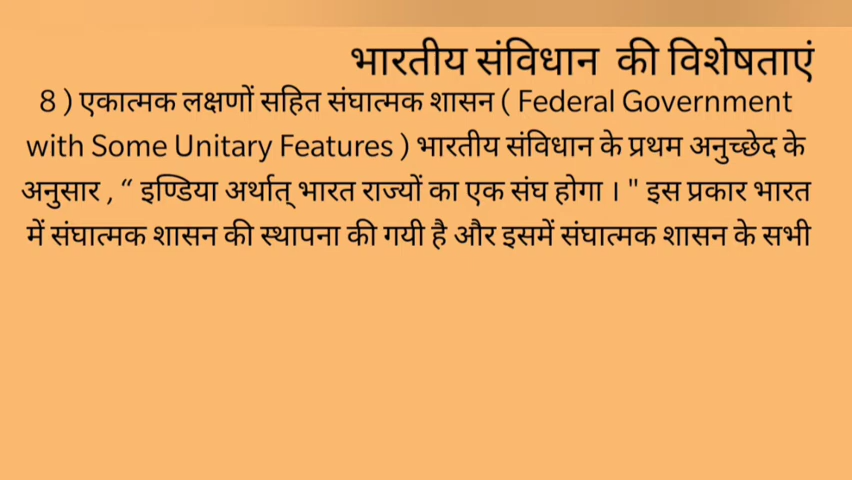 भारतीय संविधान की विशेषताएं
8 ) एकात्मक लक्षणों सहित संघात्मक शासन ( Federal Government
with Some Unitary Features ) भारतीय संविधान के प्रथम अनुच्छेद के
अनुसार , “ इण्डिया अर्थात् भारत राज्यों का एक संघ होगा । " इस प्रकार भारत
में संघात्मक शासन की स्थापना की गयी है और इसमें संघात्मक शासन के सभी